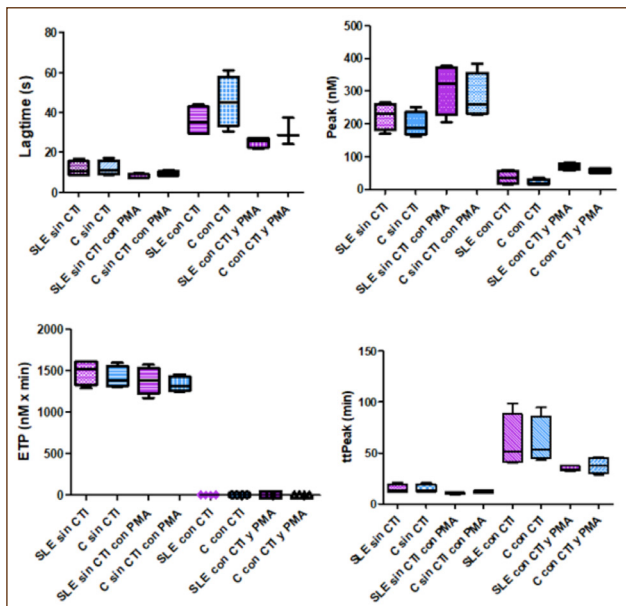 Lagtime (s)
80
60
40
20
0
SLE sin CTI
C sin CTI
SLE sin CTI con PMA
C sin CTI con PMA
SLE con CTI
C con CTI
SLE con CTI y PMA
C con CTI y PMA
Peak (nM)
500
400
300
200
100
0
SLE sin CTI
C sin CTI
SLE sin CTI con PMA
C sin CTI con PMA
SLE con CTI
C con CTI
SLE con CTI y PMA
C con CTI y PMA
ETP (nM x min)
2000
1500
1000
500
0
SLE sin CTI
C sin CTI
SLE sin CTI con PMA
C sin CTI con PMA
SLE con CTI
C con CTI
SLE con CTI y PMA
C con CTI y PMA
ttPeak (min)
150
100
50
0
SLE sin CTI
C sin CTI
SLE sin CTI con PMA
C sin CTI con PMA
SLE con CTI
C con CTI
SLE con CTI y PMA
C con CTI y PMA